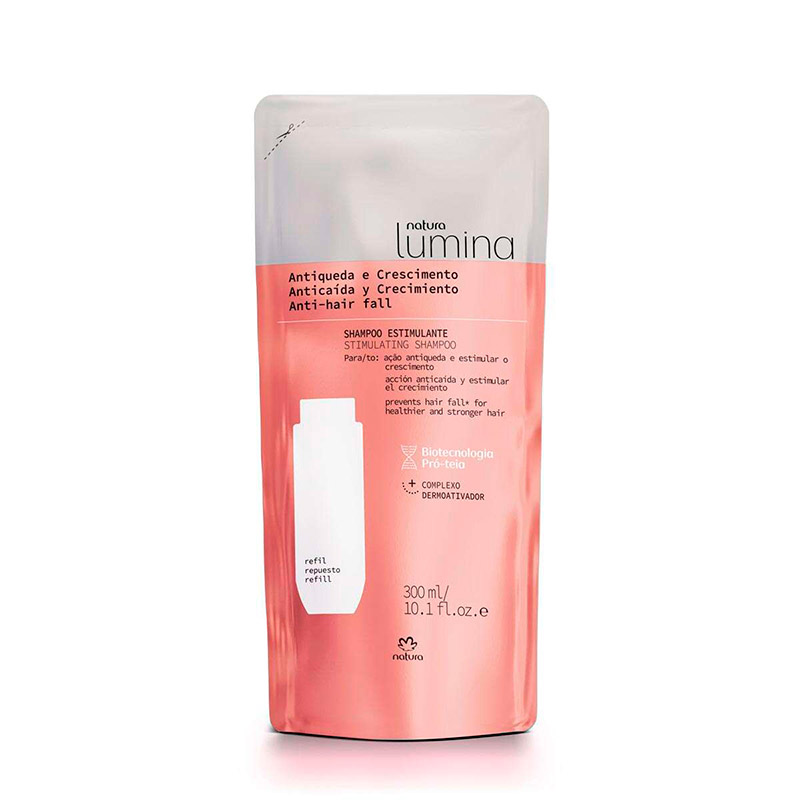 natura
lumina
Antiqueda e Crescimento
Anticaída y Crecimiento
Anti-hair fall
SHAMPOO ESTIMULANTE
STIMULATING SHAMPOO
Para/to: ação antiqueda e estimular o
crescimento
acción anticaída y estimular
el crecimiento
prevents hair fall* for
healthier and stronger hair
Biotecnologia
Pró-teia
+ COMPLEXO
DERMOATIVADOR
refil
repuesto
refill
300 ml/
10.1 fl.oz.e
natura